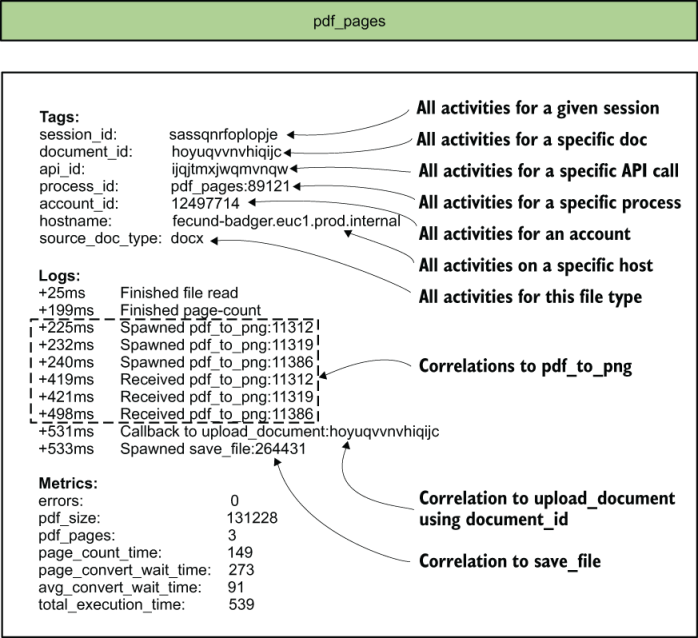 pdf_pages
Tags:
session_id: sassqnrfoplopje
document_id: hoyuqvvnvhiqijc
api_id: ijqjtmxjwqmvnqw
process_id: pdf_pages:89121
account_id: 12497714
hostname: fecund-badger.euc1.prod.internal
source_doc_type: docx
All activities for a given session
All activities for a specific doc
All activities for a specific API call
All activities for a specific process
All activities for an account
All activities on a specific host
All activities for this file type
Logs:
+25ms Finished file read
+199ms Finished page-count
+225ms Spawned pdf_to_png:11312
+232ms Spawned pdf_to_png:11319
+240ms Spawned pdf_to_png:11386
+419ms Received pdf_to_png:11312
+421ms Received pdf_to_png:11319
+498ms Received pdf_to_png:11386
+531ms Callback to upload_document:hoyuqvvnvhiqijc
+533ms Spawned save_file:264431
Correlations to pdf_to_png
Correlation to upload_document
using document_id
Correlation to save_file
Metrics:
errors: 0
pdf_size: 131228
pdf_pages: 3
page_count_time: 149
page_convert_wait_time: 273
avg_convert_wait_time: 91
total_execution_time: 539